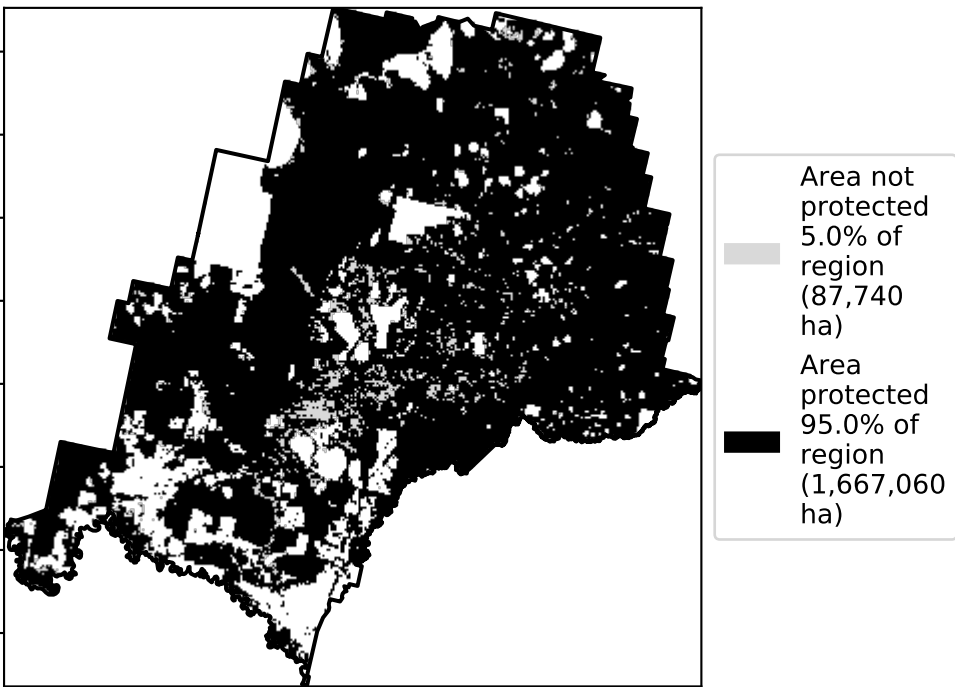 Area not
protected
5.0% of
region
(87,740
ha)
Area
protected
95.0% of
region
(1,667,060
ha)